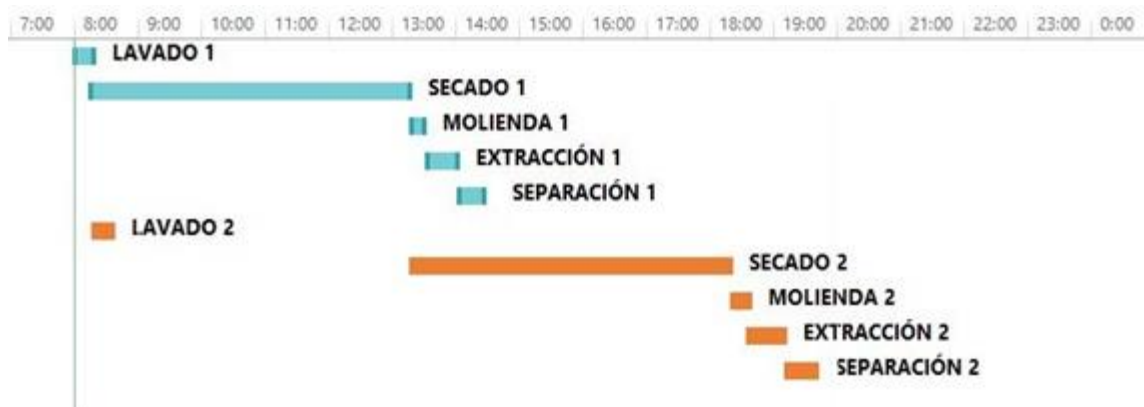 7:00 8:00 9:00 10:00 11:00 12:00 13:00 14:00 15:00 16:00 17:00 18:00 19:00 20:00 21:00 22:00 23:00 0:00
LAVADO 1
SECADO 1
MOLIENDA 1
EXTRACCIÓN 1
SEPARACIÓN 1
LAVADO 2
SECADO 2
MOLIENDA 2
EXTRACCIÓN 2
SEPARACIÓN 2